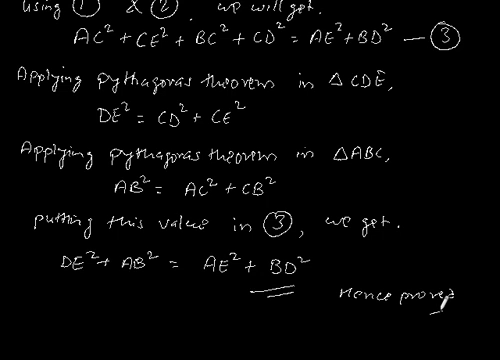 using ① & ②, we will get.
AC² + CE² + BC² + CD² = AE² + BD² — ③
Applying pythagoras theorem in △CDE,
DE² = CD² + CE²
Applying pythagoras theorem in △ABC,
AB² = AC² + CB²
putting this value in ③, we get.
DE² + AB² = AE² + BD²
Hence proved